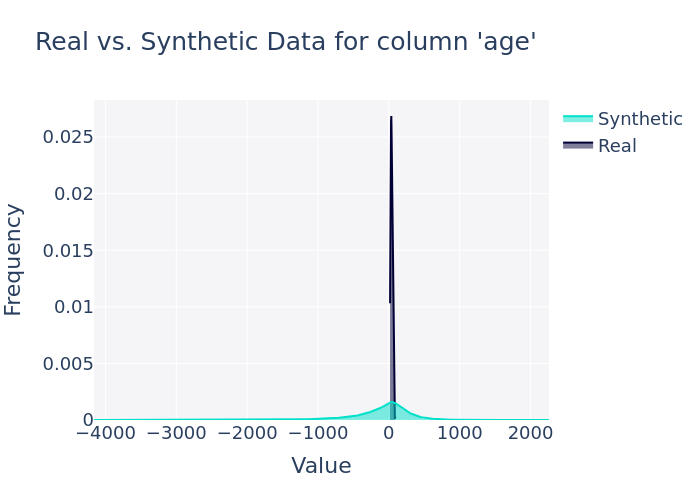 Real vs. Synthetic Data for column 'age'
Synthetic
Real
Frequency
0.025
0.02
0.015
0.01
0.005
0
−4000 −3000 −2000 −1000 0 1000 2000
Value